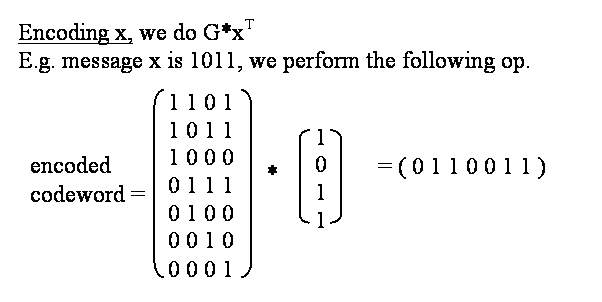 Encoding x, we do G*xT
E.g. message x is 1011, we perform the following op.
1 1 0 1
1 0 1 1
1 0 0 0
0 1 1 1
0 1 0 0
0 0 1 0
0 0 0 1
encoded
codeword =
*
1
0
1
1
= ( 0 1 1 0 0 1 1 )